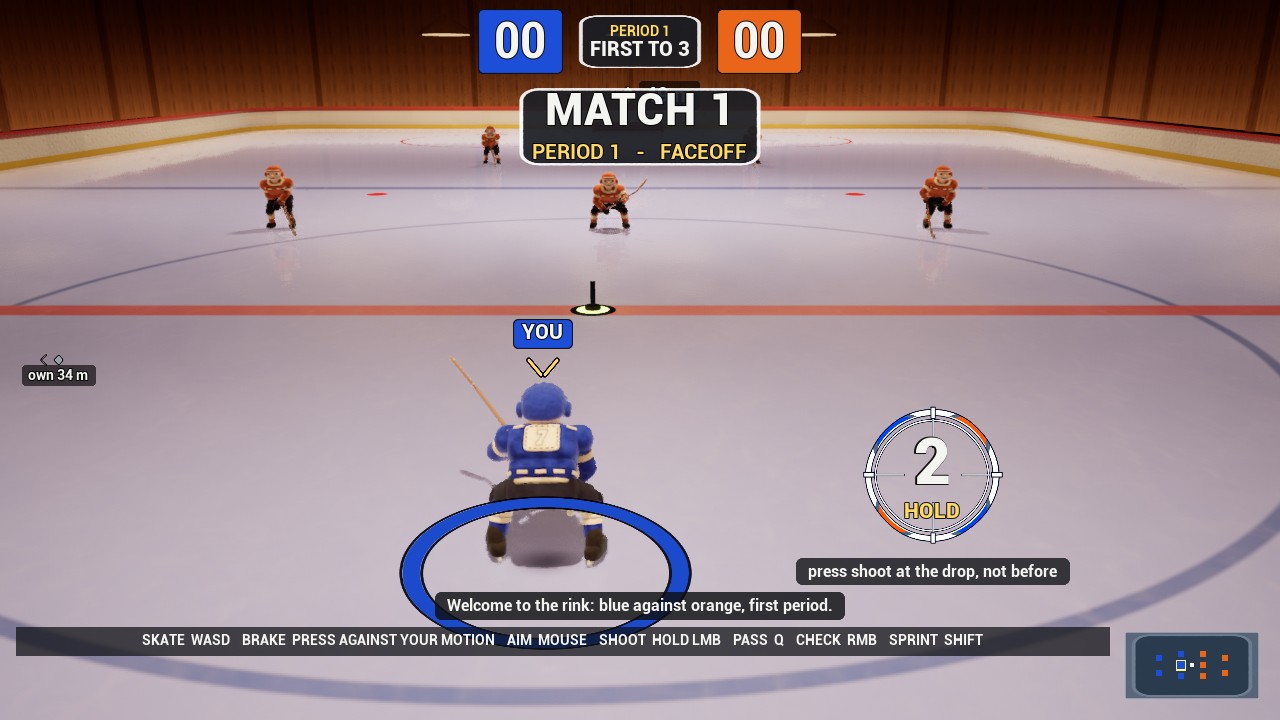 00
PERIOD 1
FIRST TO 3
00
MATCH 1
PERIOD 1 - FACEOFF
YOU
own 34 m
7
2
HOLD
press shoot at the drop, not before
Welcome to the rink: blue against orange, first period.
SKATE WASD BRAKE PRESS AGAINST YOUR MOTION AIM MOUSE SHOOT HOLD LMB PASS Q CHECK RMB SPRINT SHIFT